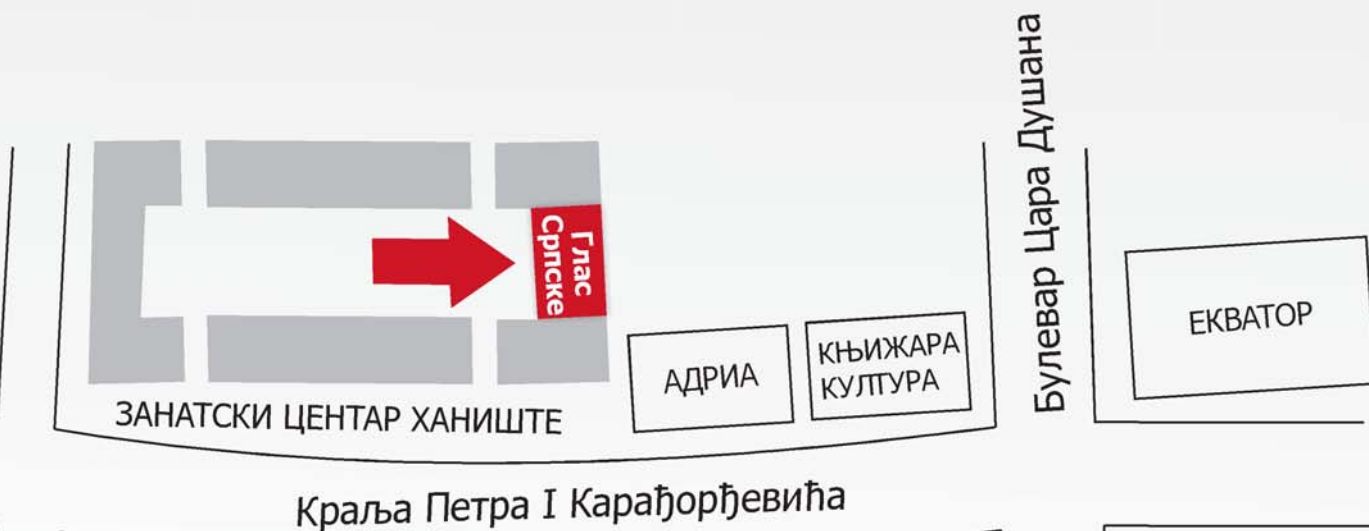 Булевар Цара Душана
Глас
Српске
АДРИА
КЊИЖАРА
КУЛТУРА
ЕКВАТОР
ЗАНАТСКИ ЦЕНТАР ХАНИШТЕ
Краља Петра I Карађорђевића